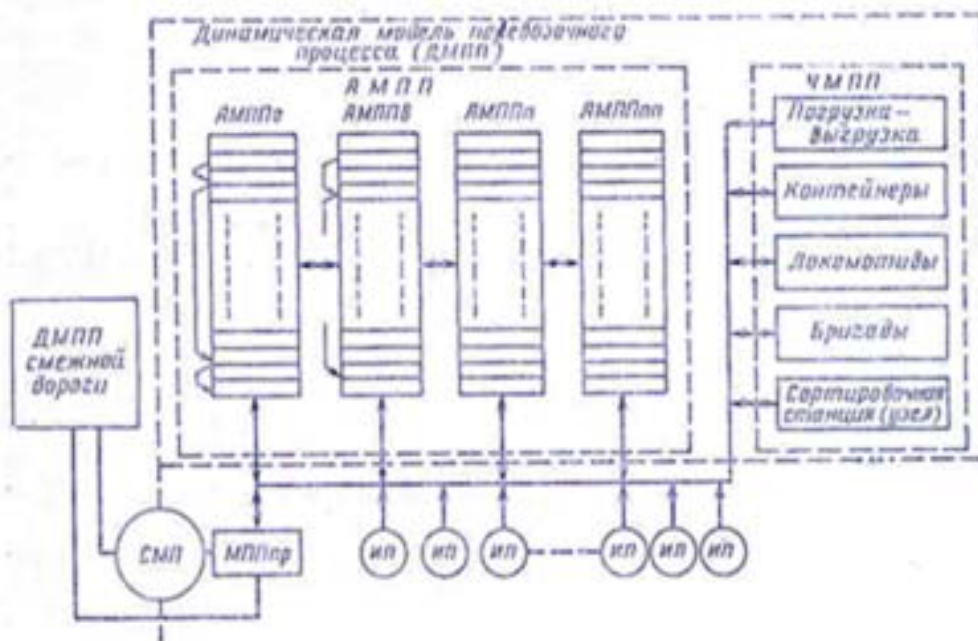 Динамическая модель перевозочного
процесса (ДМПП)
АМПП
ЧМПП
АМППо
АМППв
АМППп
АМПППоп
Погрузка–
выгрузка
Контейнеры
Локомотивы
Бригады
Сортировочная
станция (узел)
ДМПП
смежной
дороги
СМП
МПППр
ИП
ИП
ИП
ИП
ИП
ИП